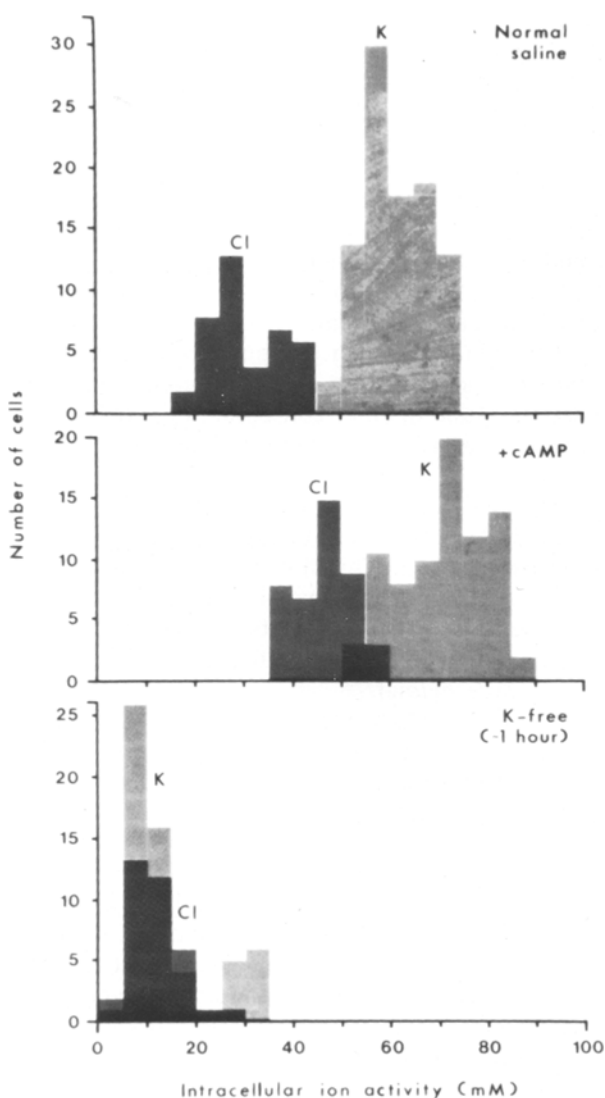 Normal
saline
K
Cl
30
25
20
15
10
5
0
+cAMP
K
Cl
20
15
10
5
0
K-free
(-1 hour)
K
Cl
25
20
15
10
5
0
0 20 40 60 80 100
Number of cells
Intracellular ion activity (mM)